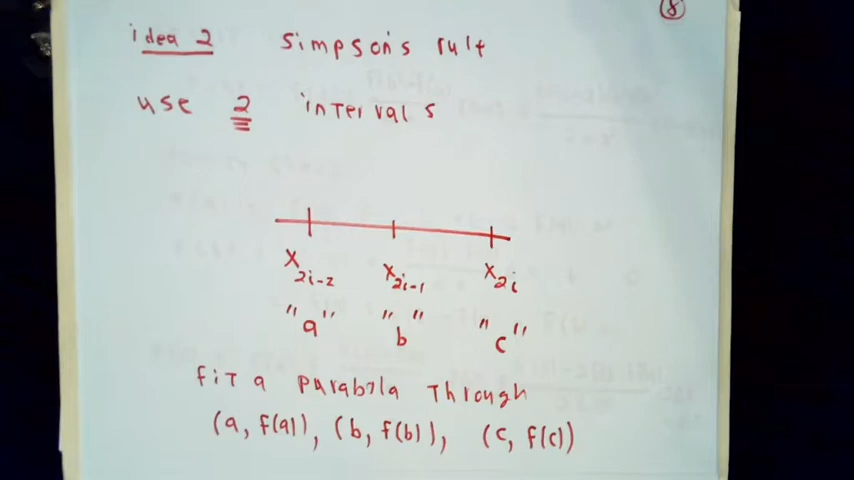 8
idea 2 simpson's rule
use 2 intervals
x2i-2 x2i-1 x2i
"a" "b" "c"
fit a parabola through
(a, f(a)), (b, f(b)), (c, f(c))